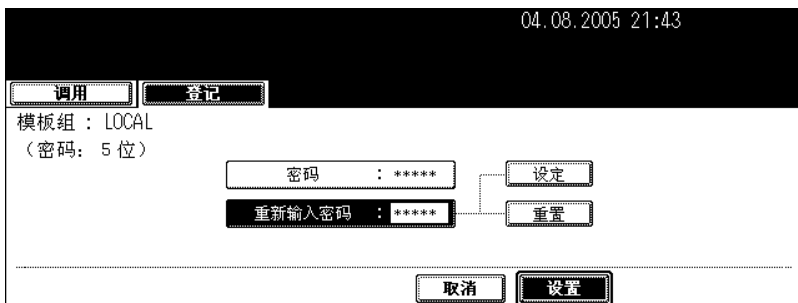 04.08.2005 21:43
调用 登记
模板组 : LOCAL
（密码: 5位）
密码 : ***** 设定
重新输入密码 : ***** 重置
取消 设置